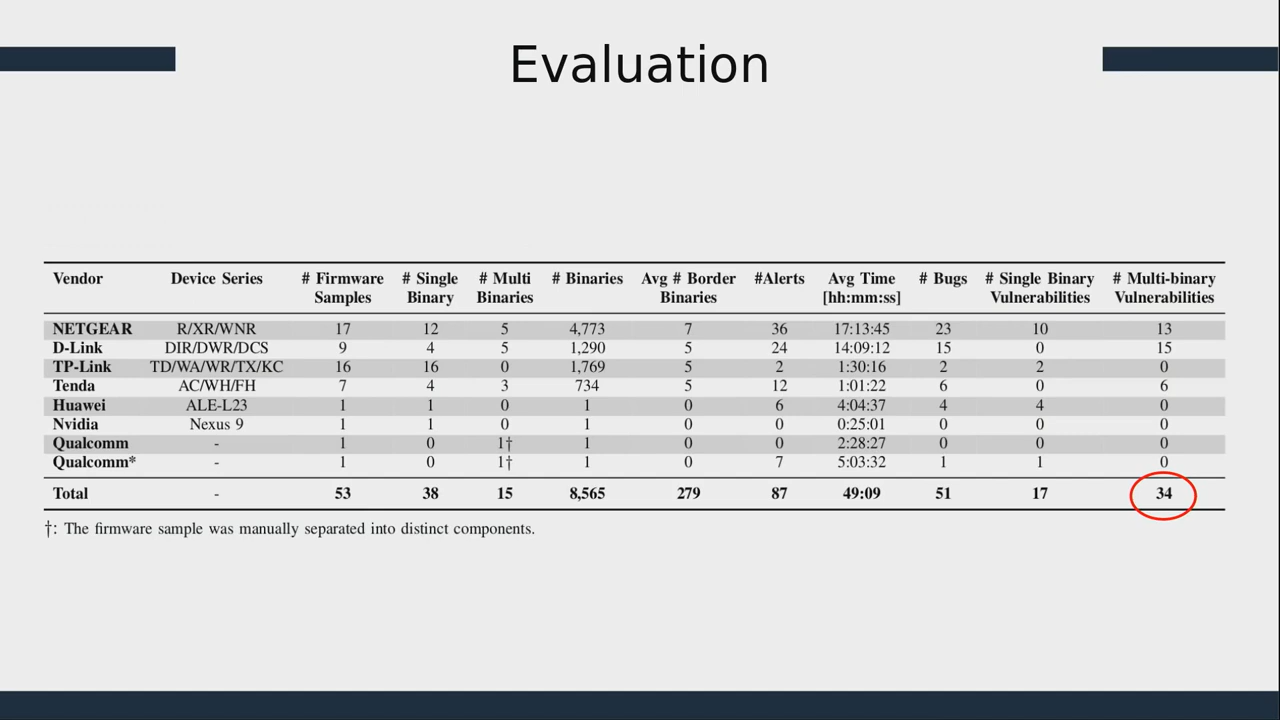 Evaluation
Vendor Device Series # Firmware Samples # Single Binary # Multi Binaries # Binaries Avg # Border Binaries #Alerts Avg Time [hh:mm:ss] # Bugs # Single Binary Vulnerabilities # Multi-binary Vulnerabilities
NETGEAR R/XR/WNR 17 12 5 4,773 7 36 17:13:45 23 10 13
D-Link DIR/DWR/DCS 9 4 5 1,290 5 24 14:09:12 15 0 15
TP-Link TD/WA/WR/TX/KC 16 16 0 1,769 5 2 1:30:16 2 2 0
Tenda AC/WH/FH 7 4 3 734 5 12 1:01:22 6 0 6
Huawei ALE-L23 1 1 0 1 0 6 4:04:37 4 4 0
Nvidia Nexus 9 1 1 0 1 0 0 0:25:01 0 0 0
Qualcomm - 1 0 1† 1 0 0 2:28:27 0 0 0
Qualcomm* - 1 0 1† 1 0 7 5:03:32 1 1 0
Total - 53 38 15 8,565 279 87 49:09 51 17 34
†: The firmware sample was manually separated into distinct components.